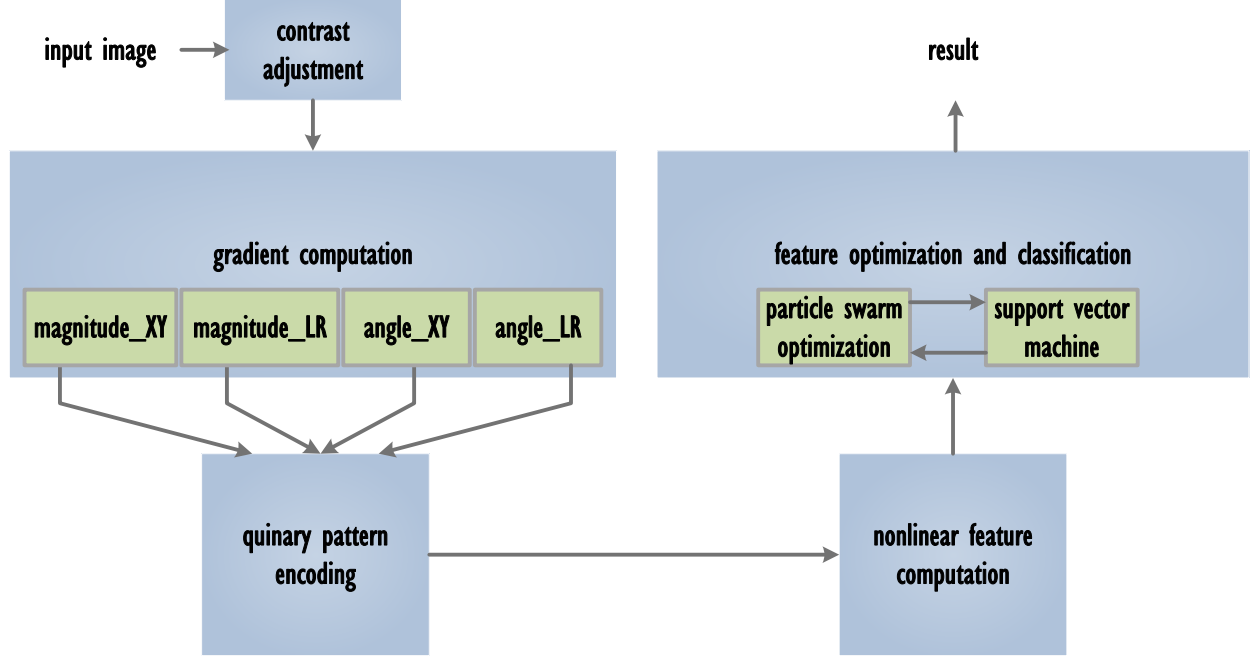 input image
contrast
adjustment
gradient computation
magnitude_XY
magnitude_LR
angle_XY
angle_LR
quinary pattern
encoding
nonlinear feature
computation
feature optimization and classification
particle swarm
optimization
support vector
machine
result